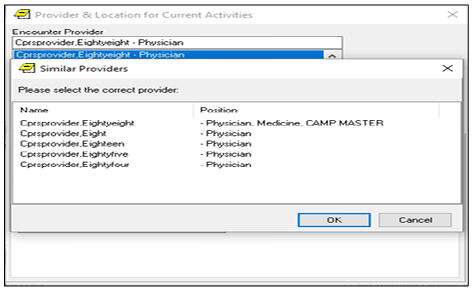 Provider & Location for Current Activities
Encounter Provider
Cprsprovider,Eightyeight - Physician
Cprsprovider,Eightyeight - Physician
Similar Providers
Please select the correct provider:
Name Position
Cprsprovider,Eightyeight - Physician, Medicine, CAMP MASTER
Cprsprovider,Eight - Physician
Cprsprovider,Eighteen - Physician
Cprsprovider,Eightyfive - Physician
Cprsprovider,Eightyfour - Physician
OK Cancel